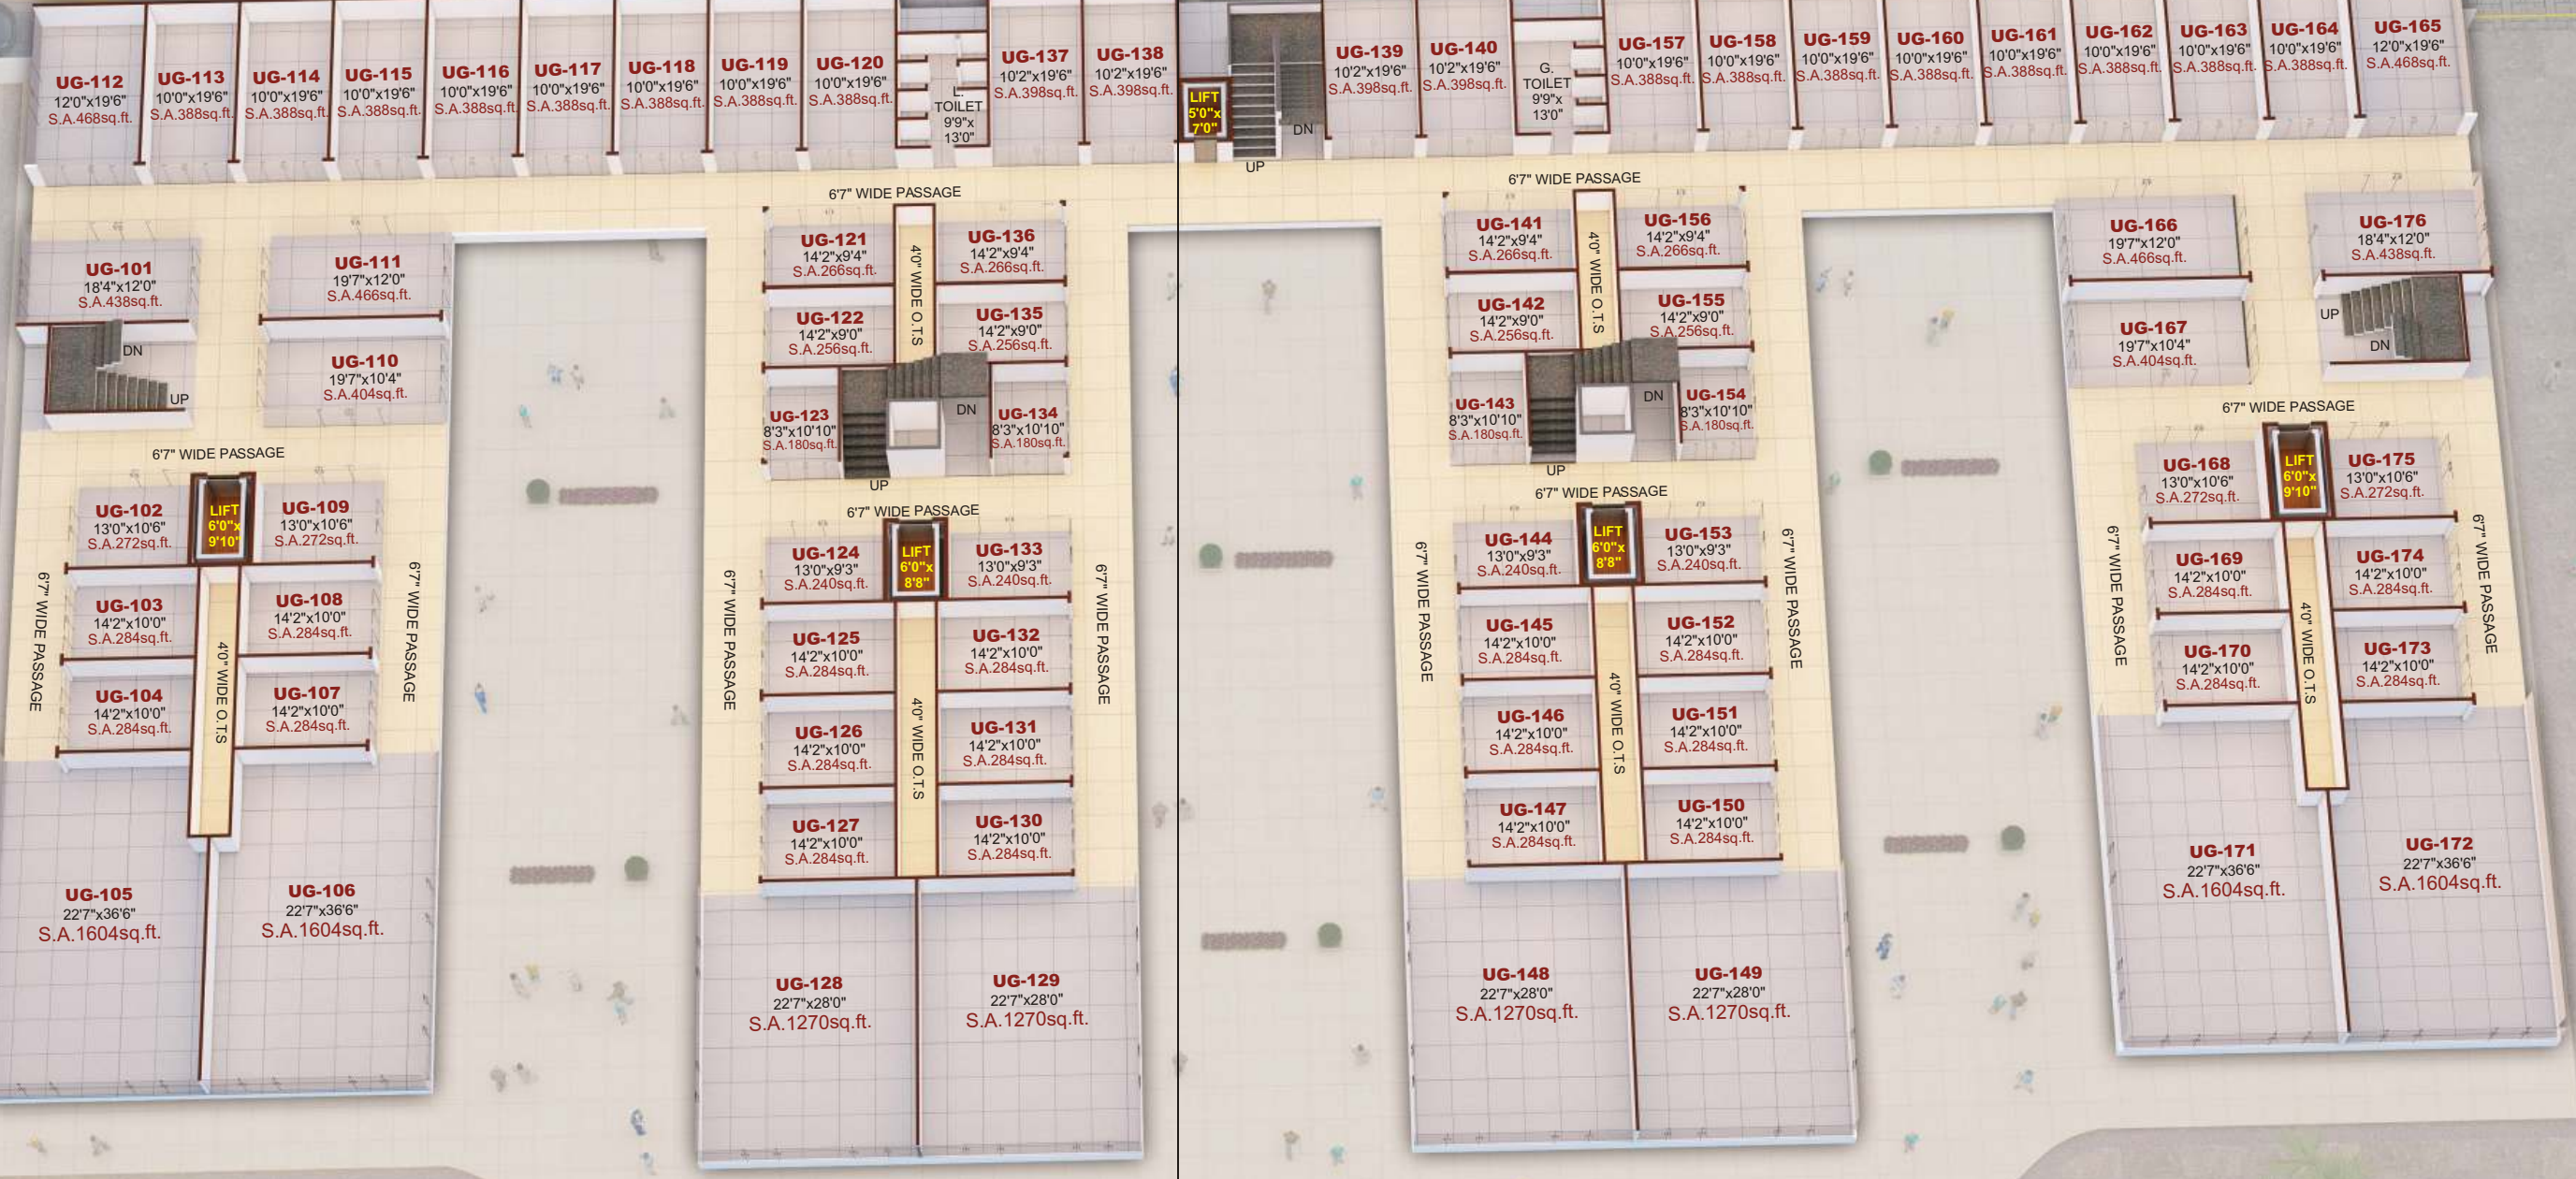 UG-112
12'0"x19'6"
S.A.468sq.ft.
UG-113
10'0"x19'6"
S.A.388sq.ft.
UG-114
10'0"x19'6"
S.A.388sq.ft.
UG-115
10'0"x19'6"
S.A.388sq.ft.
UG-116
10'0"x19'6"
S.A.388sq.ft.
UG-117
10'0"x19'6"
S.A.388sq.ft.
UG-118
10'0"x19'6"
S.A.388sq.ft.
UG-119
10'0"x19'6"
S.A.388sq.ft.
UG-120
10'0"x19'6"
S.A.388sq.ft.
L.
TOILET
9'9"x
13'0"
UG-137
10'2"x19'6"
S.A.398sq.ft.
UG-138
10'2"x19'6"
S.A.398sq.ft.
LIFT
5'0"x
7'0"
DN
UP
UG-139
10'2"x19'6"
S.A.398sq.ft.
UG-140
10'2"x19'6"
S.A.398sq.ft.
G.
TOILET
9'9"x
13'0"
UG-157
10'0"x19'6"
S.A.388sq.ft.
UG-158
10'0"x19'6"
S.A.388sq.ft.
UG-159
10'0"x19'6"
S.A.388sq.ft.
UG-160
10'0"x19'6"
S.A.388sq.ft.
UG-161
10'0"x19'6"
S.A.388sq.ft.
UG-162
10'0"x19'6"
S.A.388sq.ft.
UG-163
10'0"x19'6"
S.A.388sq.ft.
UG-164
10'0"x19'6"
S.A.388sq.ft.
UG-165
12'0"x19'6"
S.A.468sq.ft.
6'7" WIDE PASSAGE
6'7" WIDE PASSAGE
UG-101
18'4"x12'0"
S.A.438sq.ft.
DN
UP
UG-111
19'7"x12'0"
S.A.466sq.ft.
UG-110
19'7"x10'4"
S.A.404sq.ft.
6'7" WIDE PASSAGE
UG-102
13'0"x10'6"
S.A.272sq.ft.
LIFT
6'0"x
9'10"
UG-109
13'0"x10'6"
S.A.272sq.ft.
6'7" WIDE PASSAGE
UG-103
14'2"x10'0"
S.A.284sq.ft.
4'0" WIDE O.T.S
UG-108
14'2"x10'0"
S.A.284sq.ft.
6'7" WIDE PASSAGE
UG-104
14'2"x10'0"
S.A.284sq.ft.
UG-107
14'2"x10'0"
S.A.284sq.ft.
UG-105
22'7"x36'6"
S.A.1604sq.ft.
UG-106
22'7"x36'6"
S.A.1604sq.ft.
UG-121
14'2"x9'4"
S.A.266sq.ft.
4'0" WIDE O.T.S
UG-136
14'2"x9'4"
S.A.266sq.ft.
UG-122
14'2"x9'0"
S.A.256sq.ft.
UG-135
14'2"x9'0"
S.A.256sq.ft.
UG-123
8'3"x10'10"
S.A.180sq.ft.
DN
UP
UG-134
8'3"x10'10"
S.A.180sq.ft.
6'7" WIDE PASSAGE
UG-124
13'0"x9'3"
S.A.240sq.ft.
LIFT
6'0"x
8'8"
UG-133
13'0"x9'3"
S.A.240sq.ft.
6'7" WIDE PASSAGE
UG-125
14'2"x10'0"
S.A.284sq.ft.
UG-132
14'2"x10'0"
S.A.284sq.ft.
6'7" WIDE PASSAGE
UG-126
14'2"x10'0"
S.A.284sq.ft.
4'0" WIDE O.T.S
UG-131
14'2"x10'0"
S.A.284sq.ft.
UG-127
14'2"x10'0"
S.A.284sq.ft.
UG-130
14'2"x10'0"
S.A.284sq.ft.
UG-128
22'7"x28'0"
S.A.1270sq.ft.
UG-129
22'7"x28'0"
S.A.1270sq.ft.
UG-141
14'2"x9'4"
S.A.266sq.ft.
4'0" WIDE O.T.S
UG-156
14'2"x9'4"
S.A.266sq.ft.
UG-142
14'2"x9'0"
S.A.256sq.ft.
UG-155
14'2"x9'0"
S.A.256sq.ft.
UG-143
8'3"x10'10"
S.A.180sq.ft.
DN
UP
UG-154
8'3"x10'10"
S.A.180sq.ft.
6'7" WIDE PASSAGE
UG-144
13'0"x9'3"
S.A.240sq.ft.
LIFT
6'0"x
8'8"
UG-153
13'0"x9'3"
S.A.240sq.ft.
6'7" WIDE PASSAGE
UG-145
14'2"x10'0"
S.A.284sq.ft.
UG-152
14'2"x10'0"
S.A.284sq.ft.
6'7" WIDE PASSAGE
UG-146
14'2"x10'0"
S.A.284sq.ft.
4'0" WIDE O.T.S
UG-151
14'2"x10'0"
S.A.284sq.ft.
UG-147
14'2"x10'0"
S.A.284sq.ft.
UG-150
14'2"x10'0"
S.A.284sq.ft.
UG-148
22'7"x28'0"
S.A.1270sq.ft.
UG-149
22'7"x28'0"
S.A.1270sq.ft.
UG-166
19'7"x12'0"
S.A.466sq.ft.
UG-176
18'4"x12'0"
S.A.438sq.ft.
UG-167
19'7"x10'4"
S.A.404sq.ft.
UP
DN
6'7" WIDE PASSAGE
UG-168
13'0"x10'6"
S.A.272sq.ft.
LIFT
6'0"x
9'10"
UG-175
13'0"x10'6"
S.A.272sq.ft.
6'7" WIDE PASSAGE
UG-169
14'2"x10'0"
S.A.284sq.ft.
4'0" WIDE O.T.S
UG-174
14'2"x10'0"
S.A.284sq.ft.
6'7" WIDE PASSAGE
UG-170
14'2"x10'0"
S.A.284sq.ft.
UG-173
14'2"x10'0"
S.A.284sq.ft.
UG-171
22'7"x36'6"
S.A.1604sq.ft.
UG-172
22'7"x36'6"
S.A.1604sq.ft.